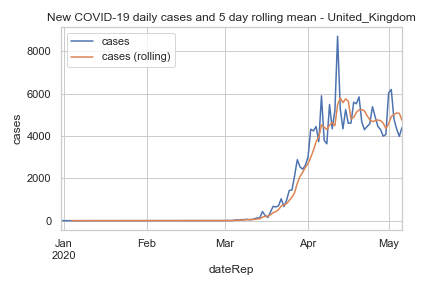 New COVID-19 daily cases and 5 day rolling mean - United_Kingdom
cases
cases (rolling)
8000
6000
4000
2000
0
cases
Jan Feb Mar Apr May
2020
dateRep